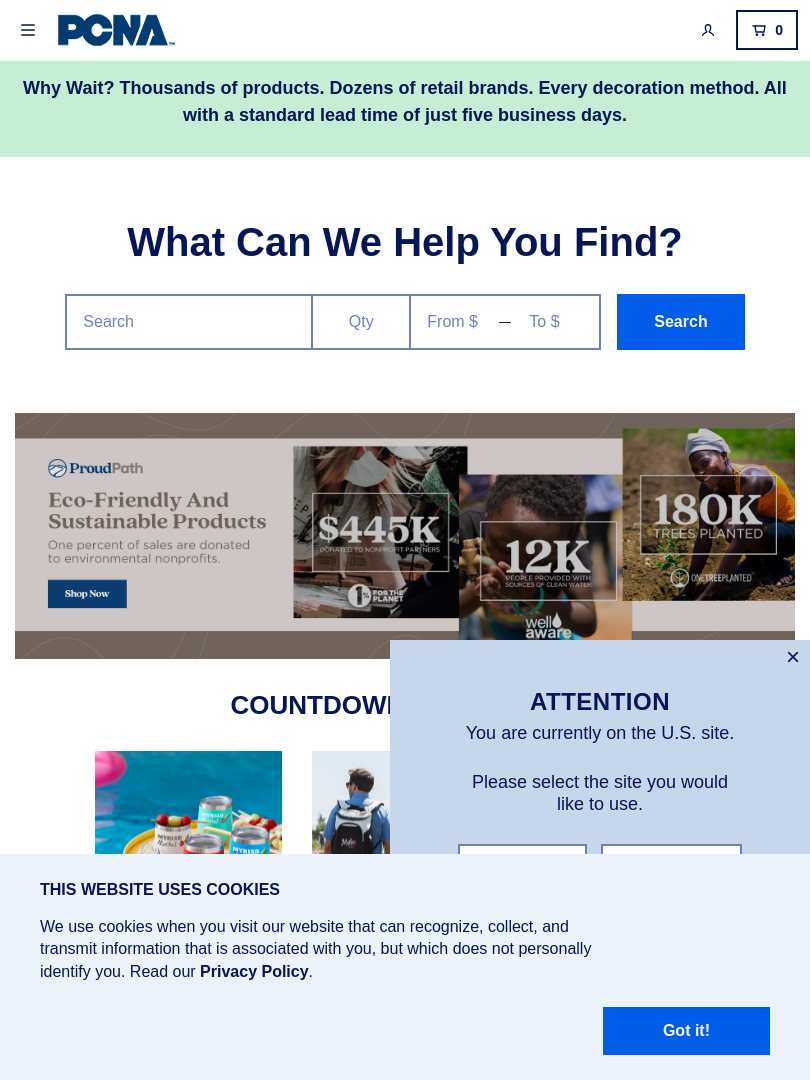 PCNA
0
Why Wait? Thousands of products. Dozens of retail brands. Every decoration method. All
with a standard lead time of just five business days.
What Can We Help You Find?
Search
Qty
From $
—
To $
Search
ProudPath
Eco-Friendly And
Sustainable Products
One percent of sales are donated
to environmental nonprofits.
Shop Now
$445K
DONATED TO NONPROFIT PARTNERS
FOR THE
PLANET
12K
PEOPLE PROVIDED WITH
SOURCES OF CLEAN WATER
well
aware
180K
TREES PLANTED
ONETREEPLANTED
COUNTDOW
×
ATTENTION
You are currently on the U.S. site.
Please select the site you would
like to use.
MYRIAR
MYRIAR
THIS WEBSITE USES COOKIES
We use cookies when you visit our website that can recognize, collect, and
transmit information that is associated with you, but which does not personally
identify you. Read our Privacy Policy.
Got it!